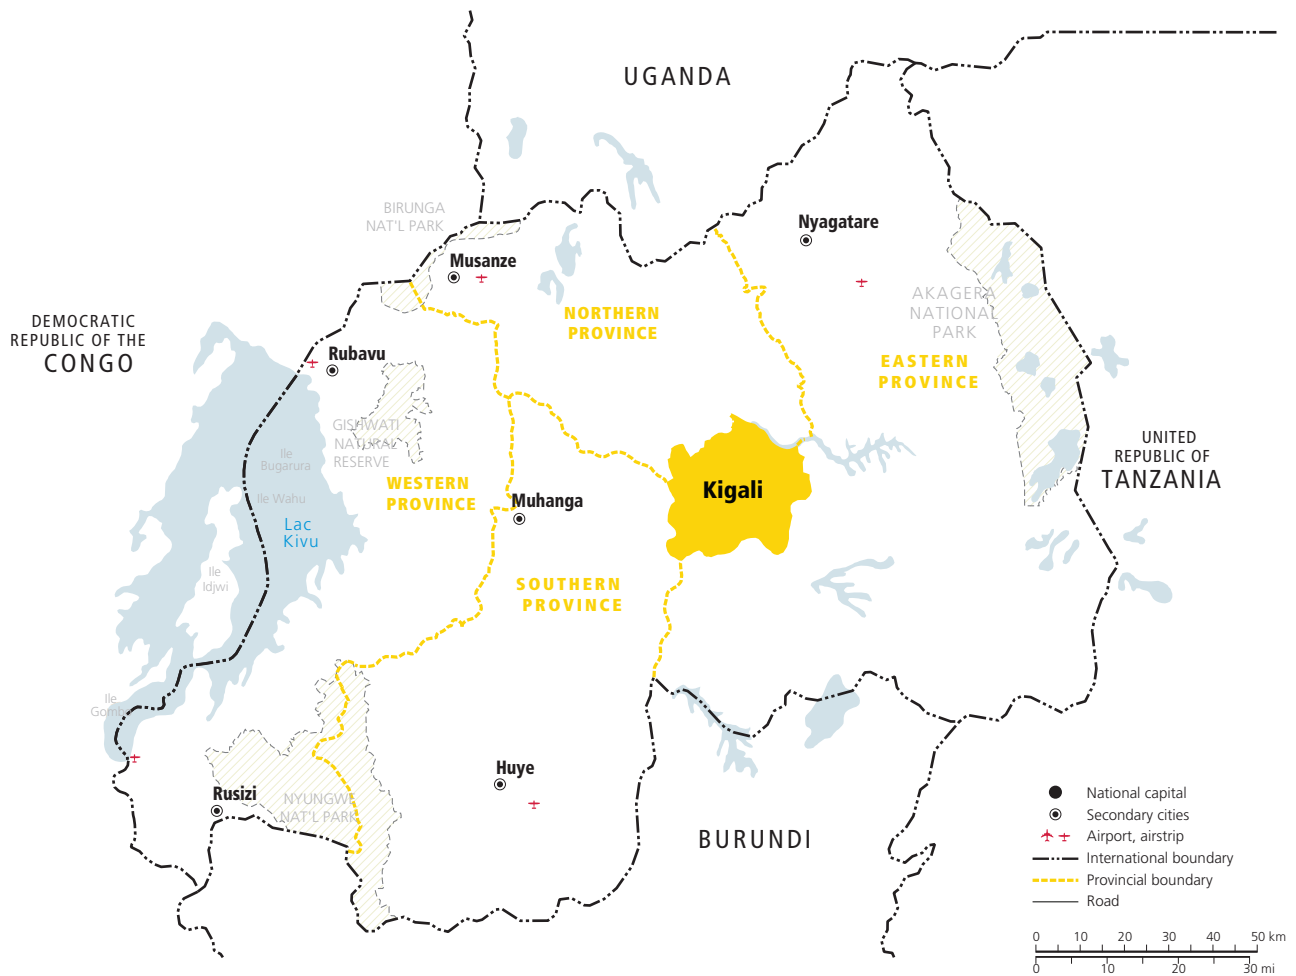 UGANDA
BIRUNGA
NAT'L PARK
Nyagatare
Musanze
AKAGERA
NATIONAL
PARK
NORTHERN
PROVINCE
DEMOCRATIC
REPUBLIC OF THE
CONGO
Rubavu
EASTERN
PROVINCE
GISHWATI
NATURAL
RESERVE
UNITED
REPUBLIC OF
TANZANIA
Ile
Bugarura
WESTERN
PROVINCE
Kigali
Ile Wahu
Muhanga
Lac
Kivu
Ile
Idjwi
SOUTHERN
PROVINCE
Ile
Gombo
Huye
Rusizi
NYUNGWE
NAT'L PARK
BURUNDI
National capital
Secondary cities
Airport, airstrip
International boundary
Provincial boundary
Road
0 10 20 30 40 50 km
0 10 20 30 mi